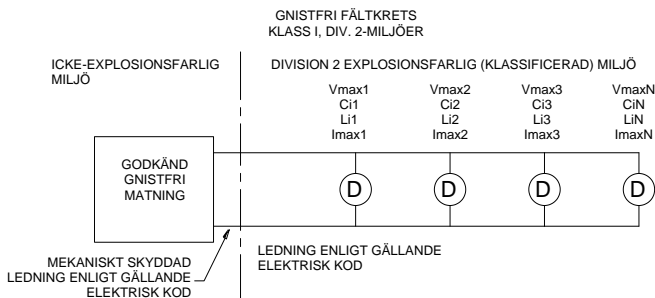 GNISTFRI FÄLTKRETS
KLASS I, DIV. 2-MILJÖER
ICKE-EXPLOSIONSFARLIG
MILJÖ
DIVISION 2 EXPLOSIONSFARLIG (KLASSIFICERAD) MILJÖ
Vmax1
Ci1
Li1
Imax1
Vmax2
Ci2
Li2
Imax2
Vmax3
Ci3
Li3
Imax3
VmaxN
CiN
LiN
ImaxN
GODKÄND
GNISTFRI
MATNING
D
D
D
D
MEKANISKT SKYDDAD
LEDNING ENLIGT GÄLLANDE
ELEKTRISK KOD
LEDNING ENLIGT GÄLLANDE
ELEKTRISK KOD